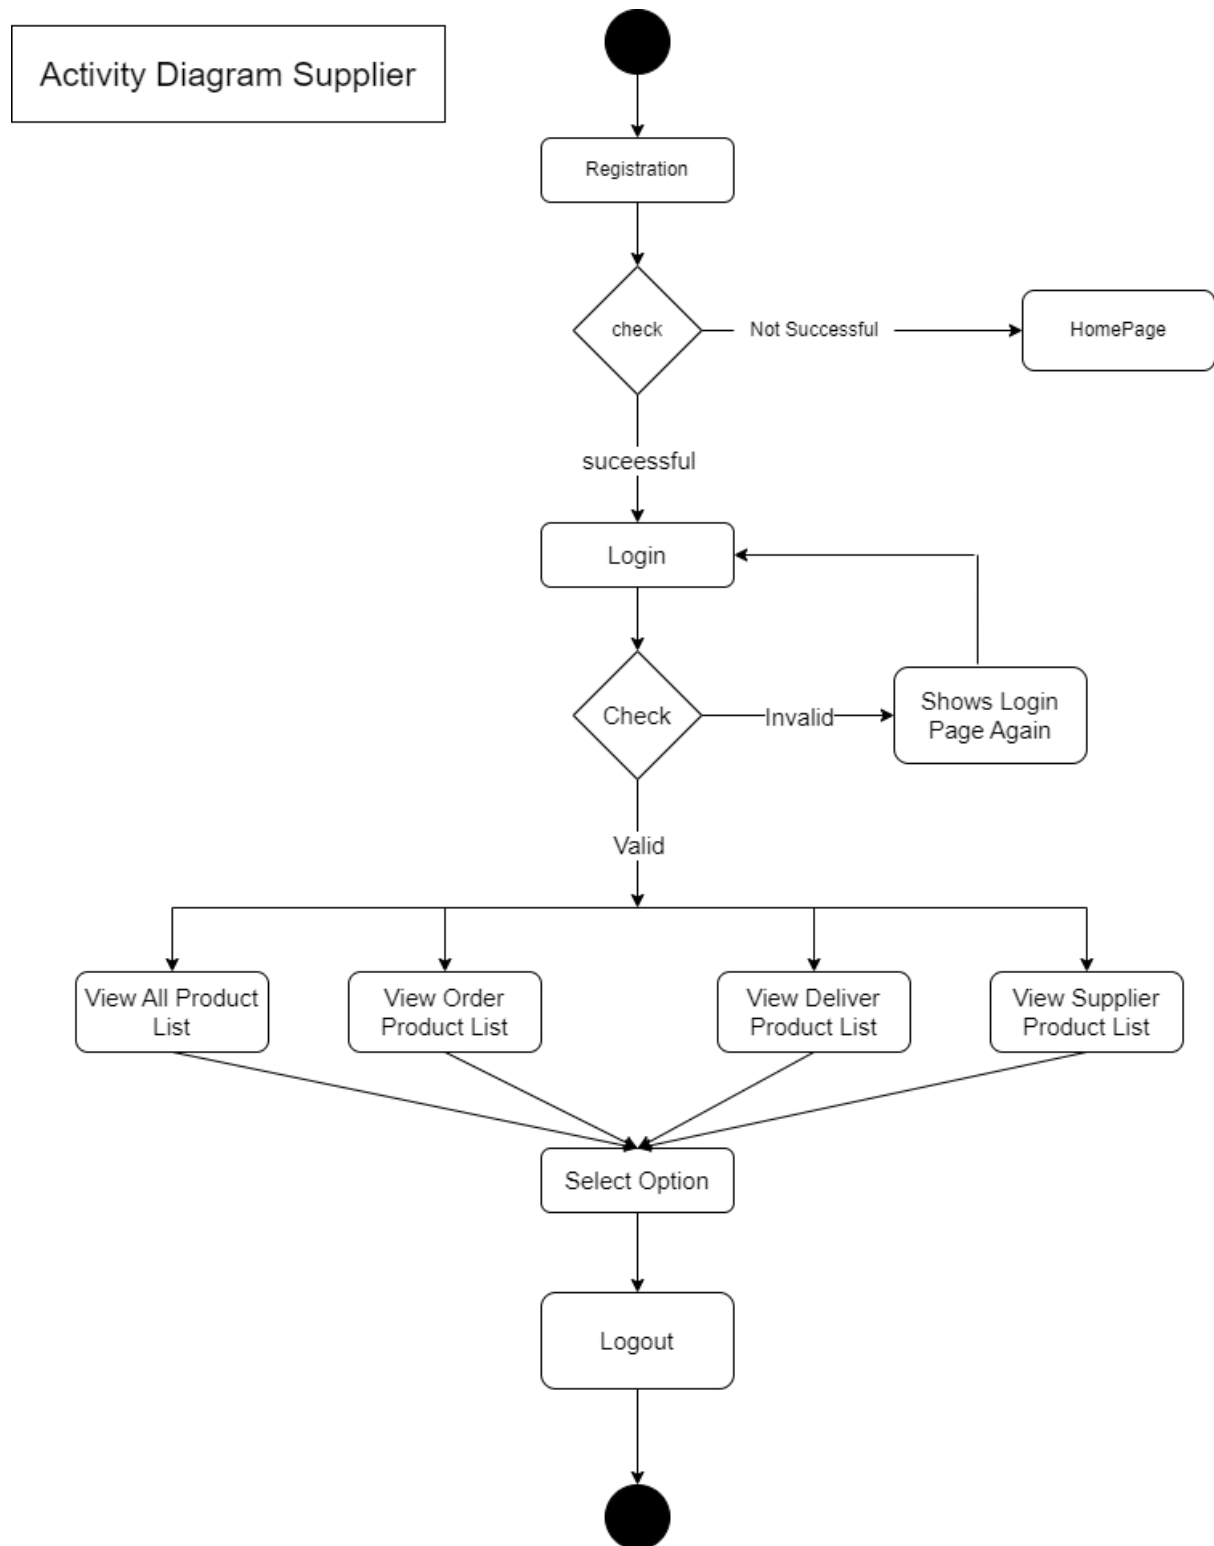 Activity Diagram Supplier
Registration
check
Not Successful
HomePage
suceessful
Login
Check
Invalid
Shows Login
Page Again
Valid
View All Product
List
View Order
Product List
View Deliver
Product List
View Supplier
Product List
Select Option
Logout